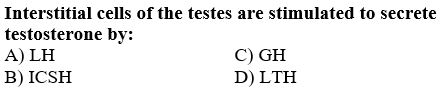 Interstitial cells of the testes are stimulated to secrete
testosterone by:
A) LH C) GH
B) ICSH D) LTH